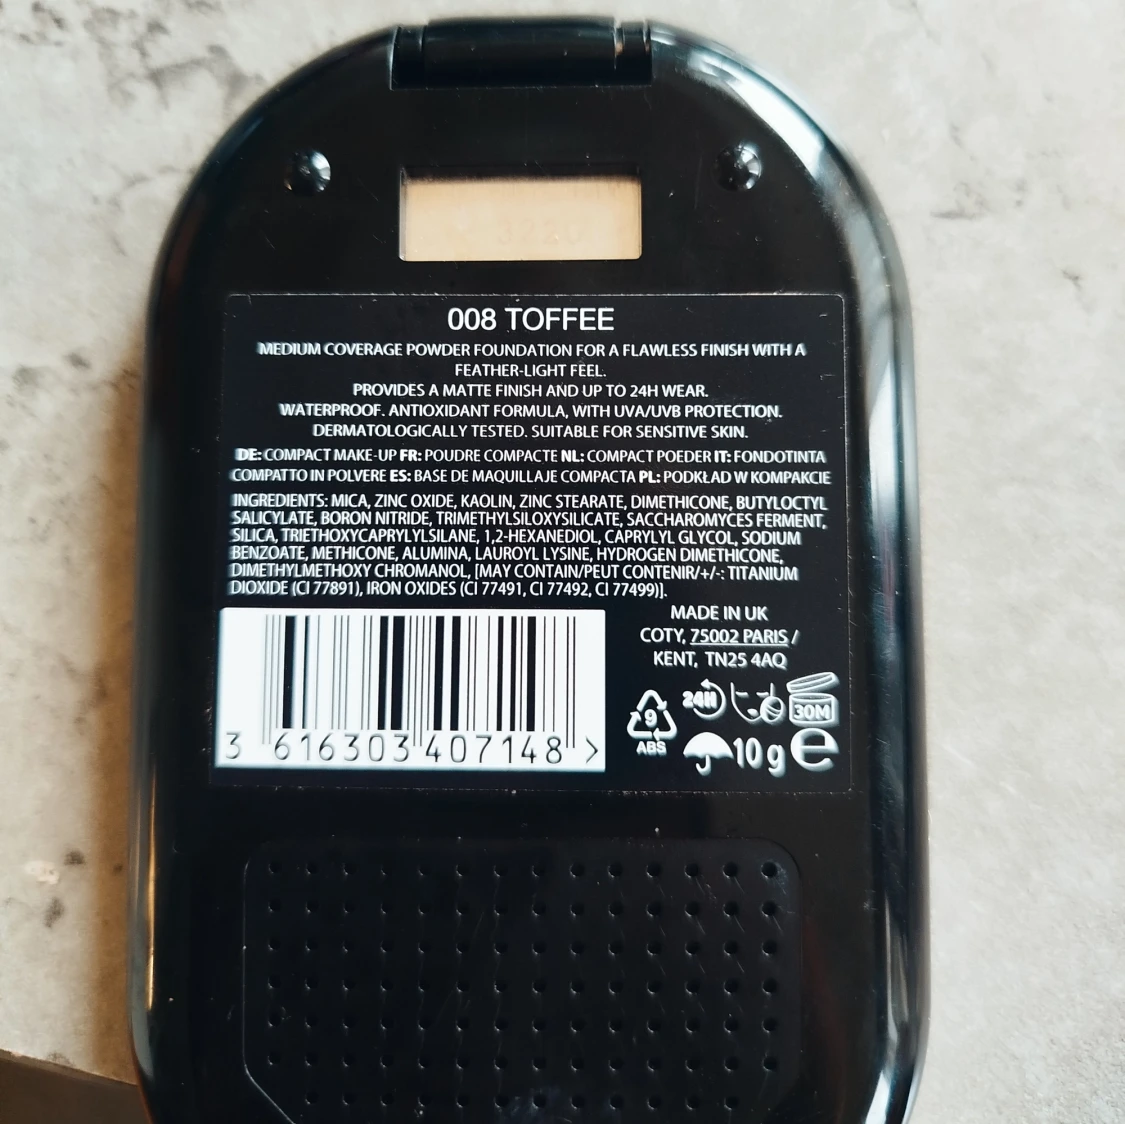 3220
008 TOFFEE
MEDIUM COVERAGE POWDER FOUNDATION FOR A FLAWLESS FINISH WITH A
FEATHER-LIGHT FEEL.
PROVIDES A MATTE FINISH AND UP TO 24H WEAR.
WATERPROOF. ANTIOXIDANT FORMULA, WITH UVA/UVB PROTECTION.
DERMATOLOGICALLY TESTED. SUITABLE FOR SENSITIVE SKIN.
DE: COMPACT MAKE-UP FR: POUDRE COMPACTE NL: COMPACT POEDER IT: FONDOTINTA
COMPATTO IN POLVERE ES: BASE DE MAQUILLAJE COMPACTA PL: PODKŁAD W KOMPAKCIE
INGREDIENTS: MICA, ZINC OXIDE, KAOLIN, ZINC STEARATE, DIMETHICONE, BUTYLOCTYL
SALICYLATE, BORON NITRIDE, TRIMETHYLSILOXYSILICATE, SACCHAROMYCES FERMENT,
SILICA, TRIETHOXYCAPRYLYLSILANE, 1,2-HEXANEDIOL, CAPRYLYL GLYCOL, SODIUM
BENZOATE, METHICONE, ALUMINA, LAUROYL LYSINE, HYDROGEN DIMETHICONE,
DIMETHYLMETHOXY CHROMANOL, [MAY CONTAIN/PEUT CONTENIR/+/-: TITANIUM
DIOXIDE (CI 77891), IRON OXIDES (CI 77491, CI 77492, CI 77499)].
MADE IN UK
COTY, 75002 PARIS /
KENT, TN25 4AQ
24H
30M
9
ABS
10 g e
3 616303 407148 >